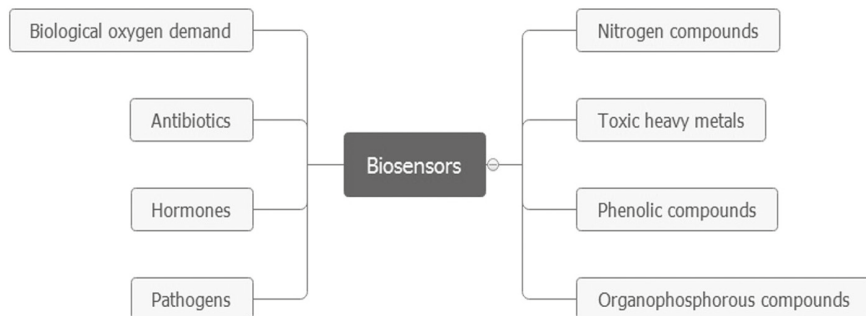 Biological oxygen demand
Antibiotics
Hormones
Pathogens
Biosensors
Nitrogen compounds
Toxic heavy metals
Phenolic compounds
Organophosphorous compounds